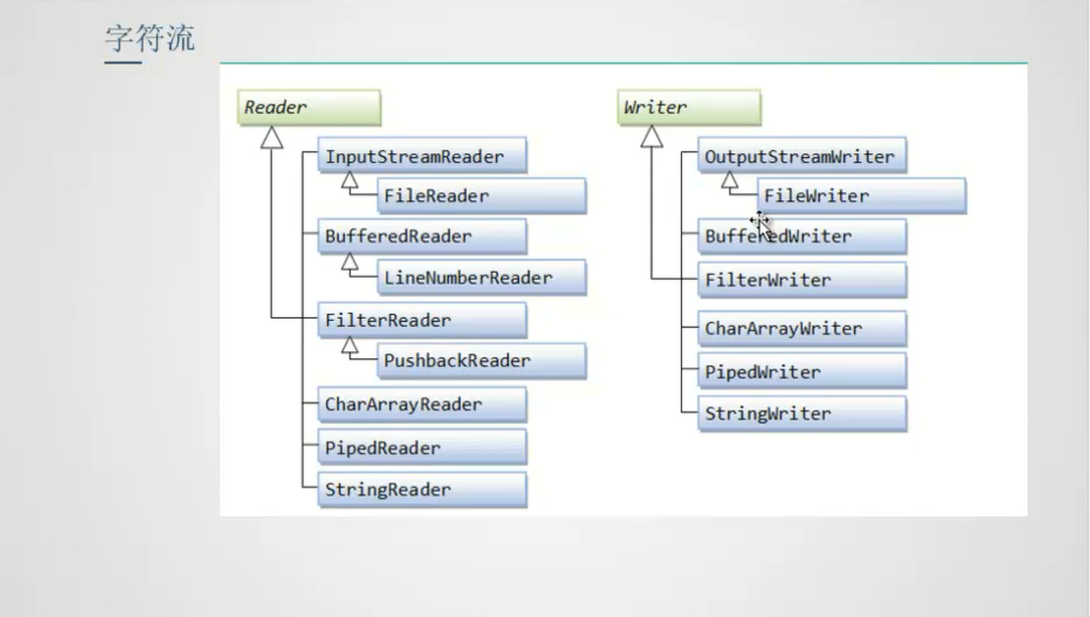 字符流
Reader
InputStreamReader
FileReader
BufferedReader
LineNumberReader
FilterReader
PushbackReader
CharArrayReader
PipedReader
StringReader
Writer
OutputStreamWriter
FileWriter
BufferedWriter
FilterWriter
CharArrayWriter
PipedWriter
StringWriter